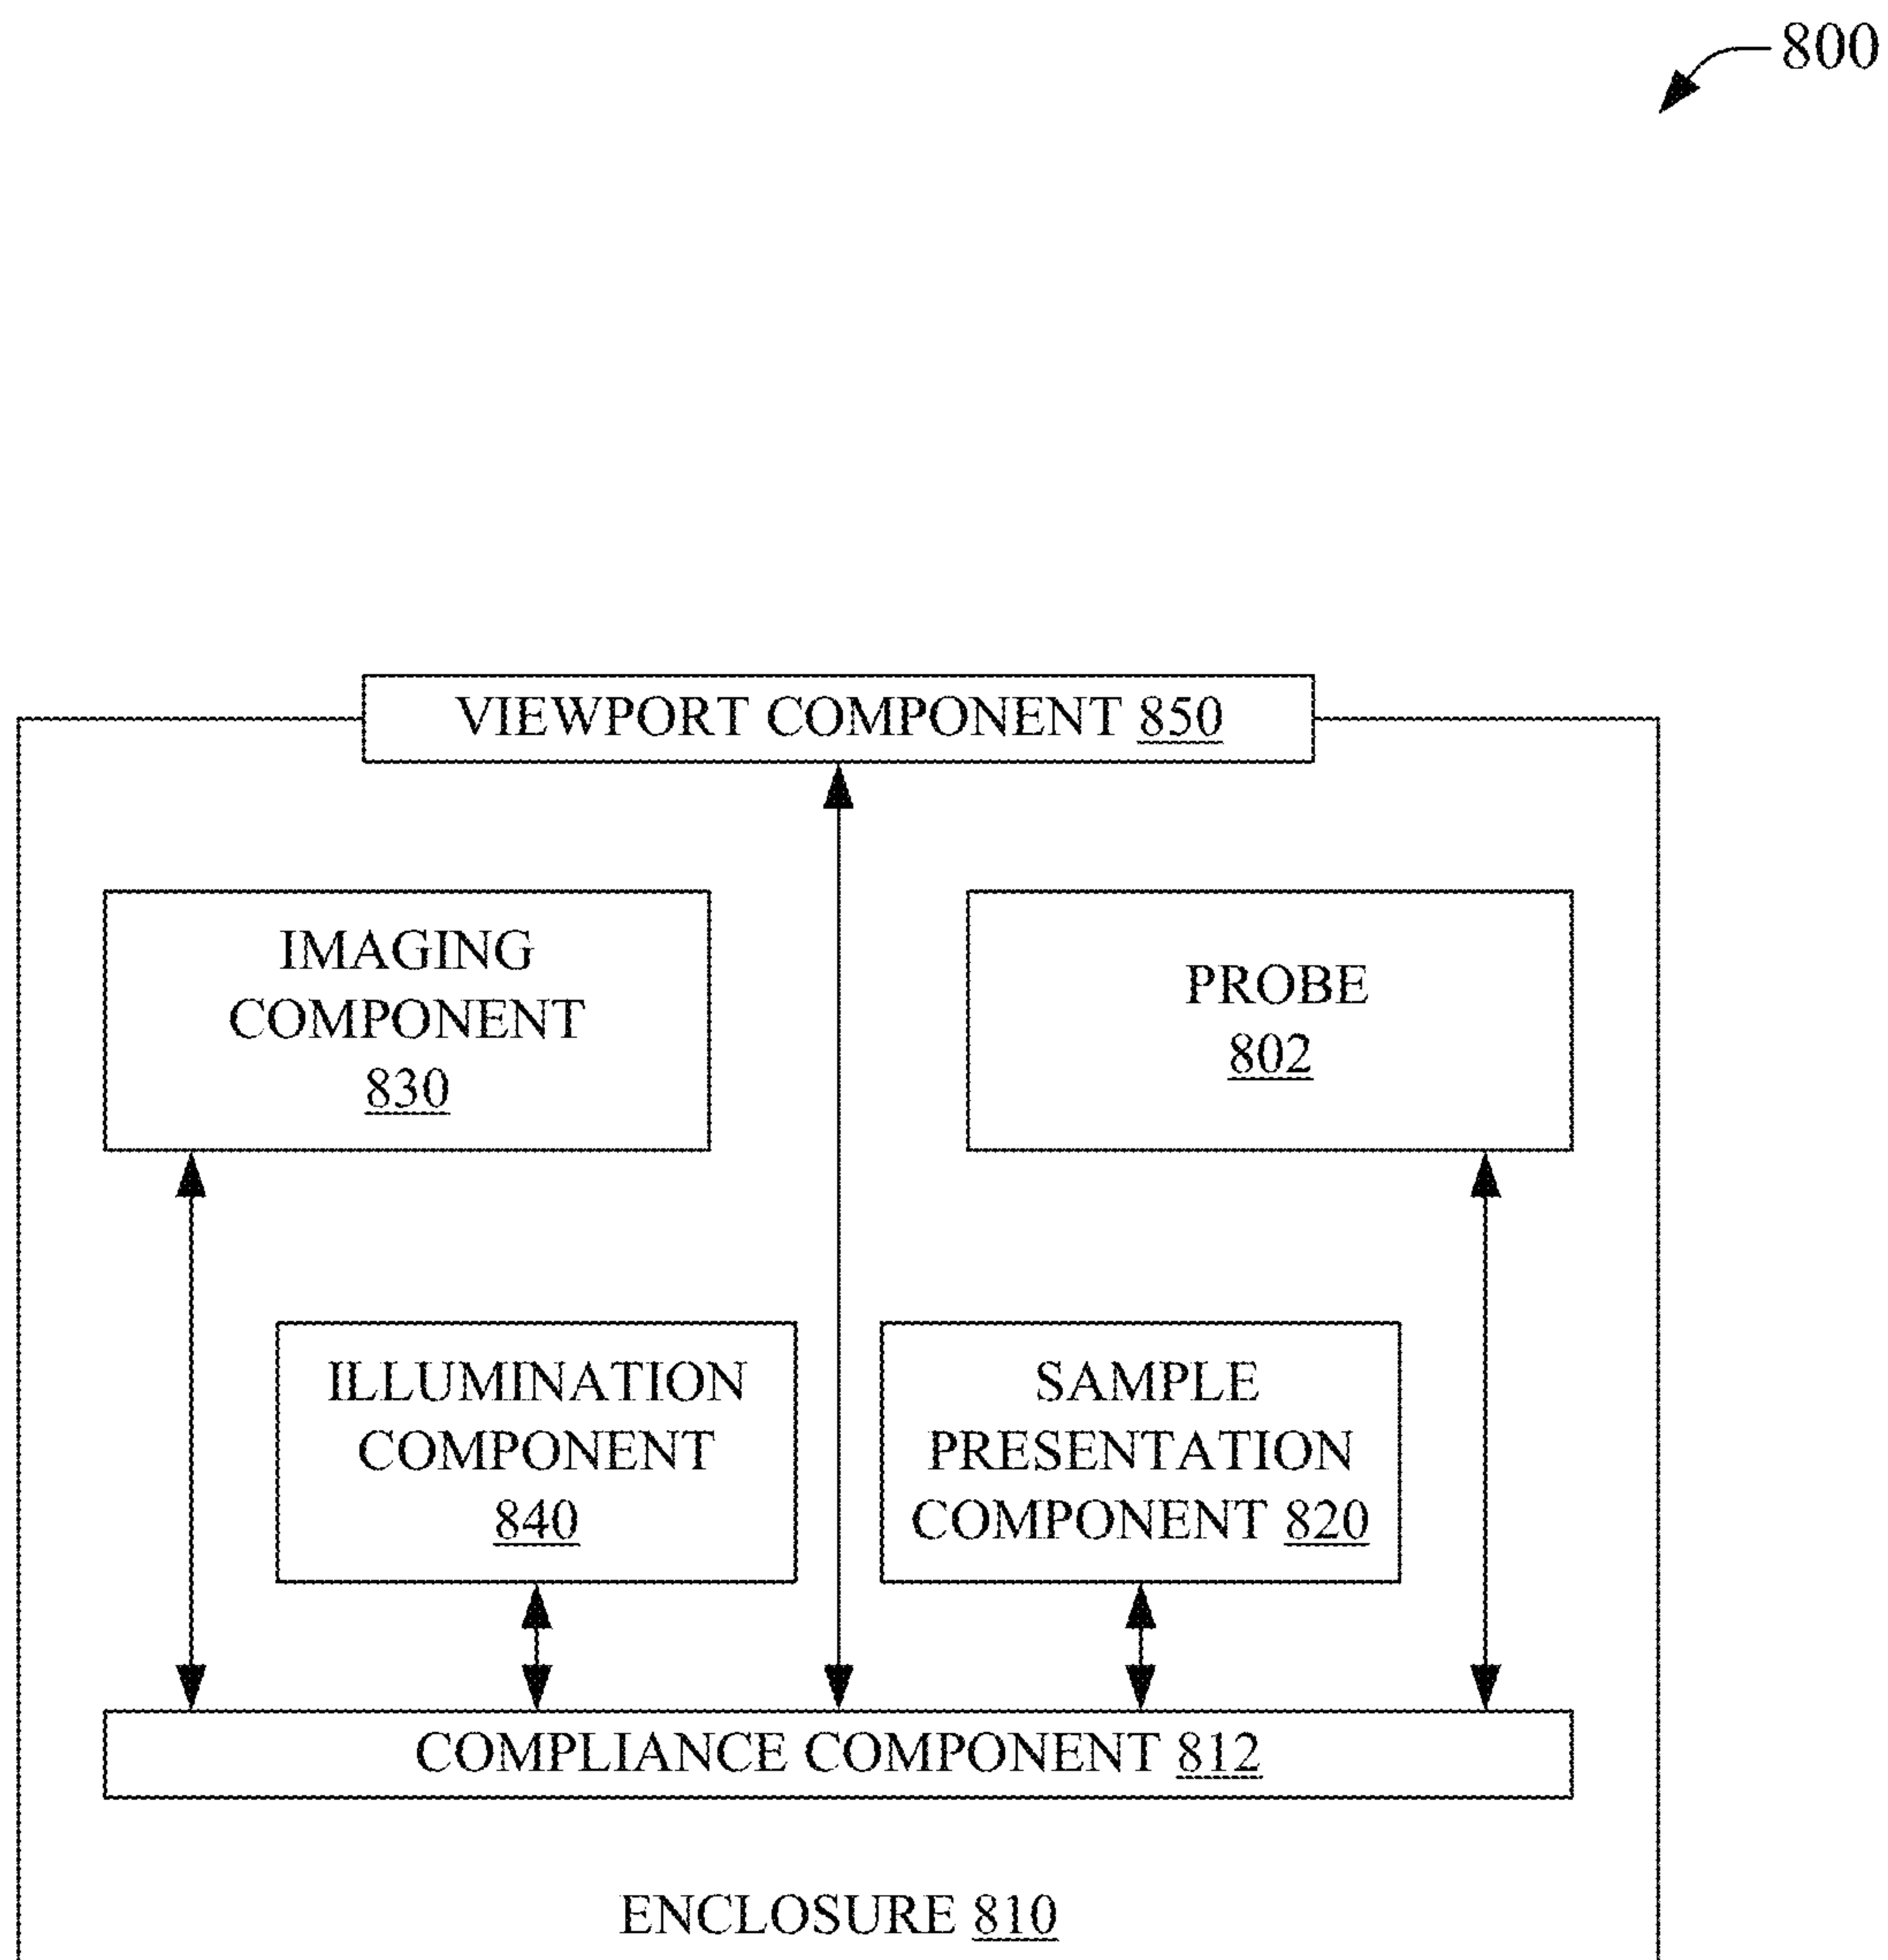 800
VIEWPORT COMPONENT 850
IMAGING
COMPONENT
830
PROBE
802
ILLUMINATION
COMPONENT
840
SAMPLE
PRESENTATION
COMPONENT 820
COMPLIANCE COMPONENT 812
ENCLOSURE 810